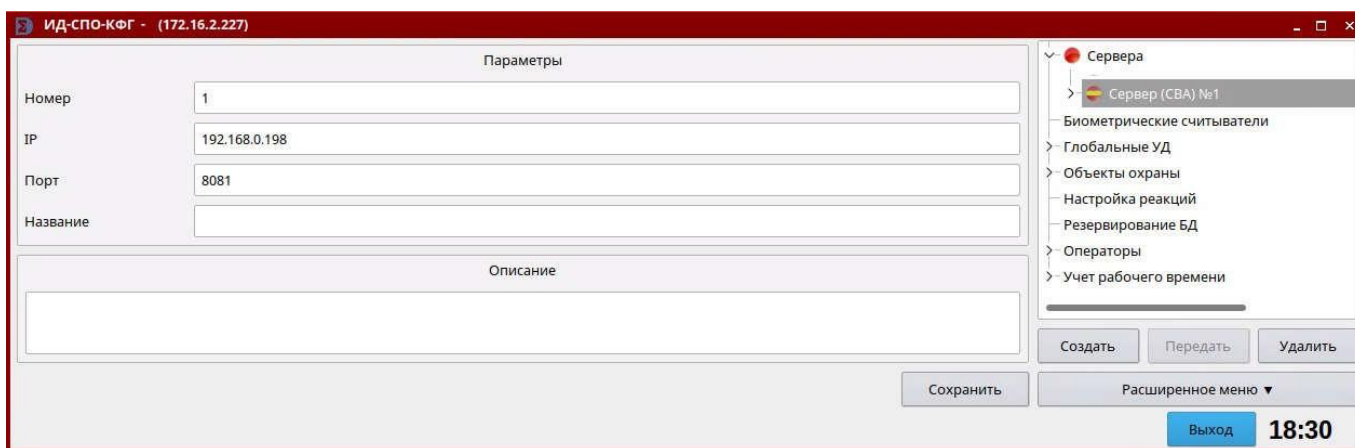 ИД-СПО-КФГ - (172.16.2.227)
Параметры
Номер 1
IP 192.168.0.198
Порт 8081
Название
Описание
Сохранить
Сервера
Сервер (СВА) №1
Биометрические считыватели
Глобальные УД
Объекты охраны
Настройка реакций
Резервирование БД
Операторы
Учет рабочего времени
Создать Передать Удалить
Расширенное меню ▼
Выход 18:30